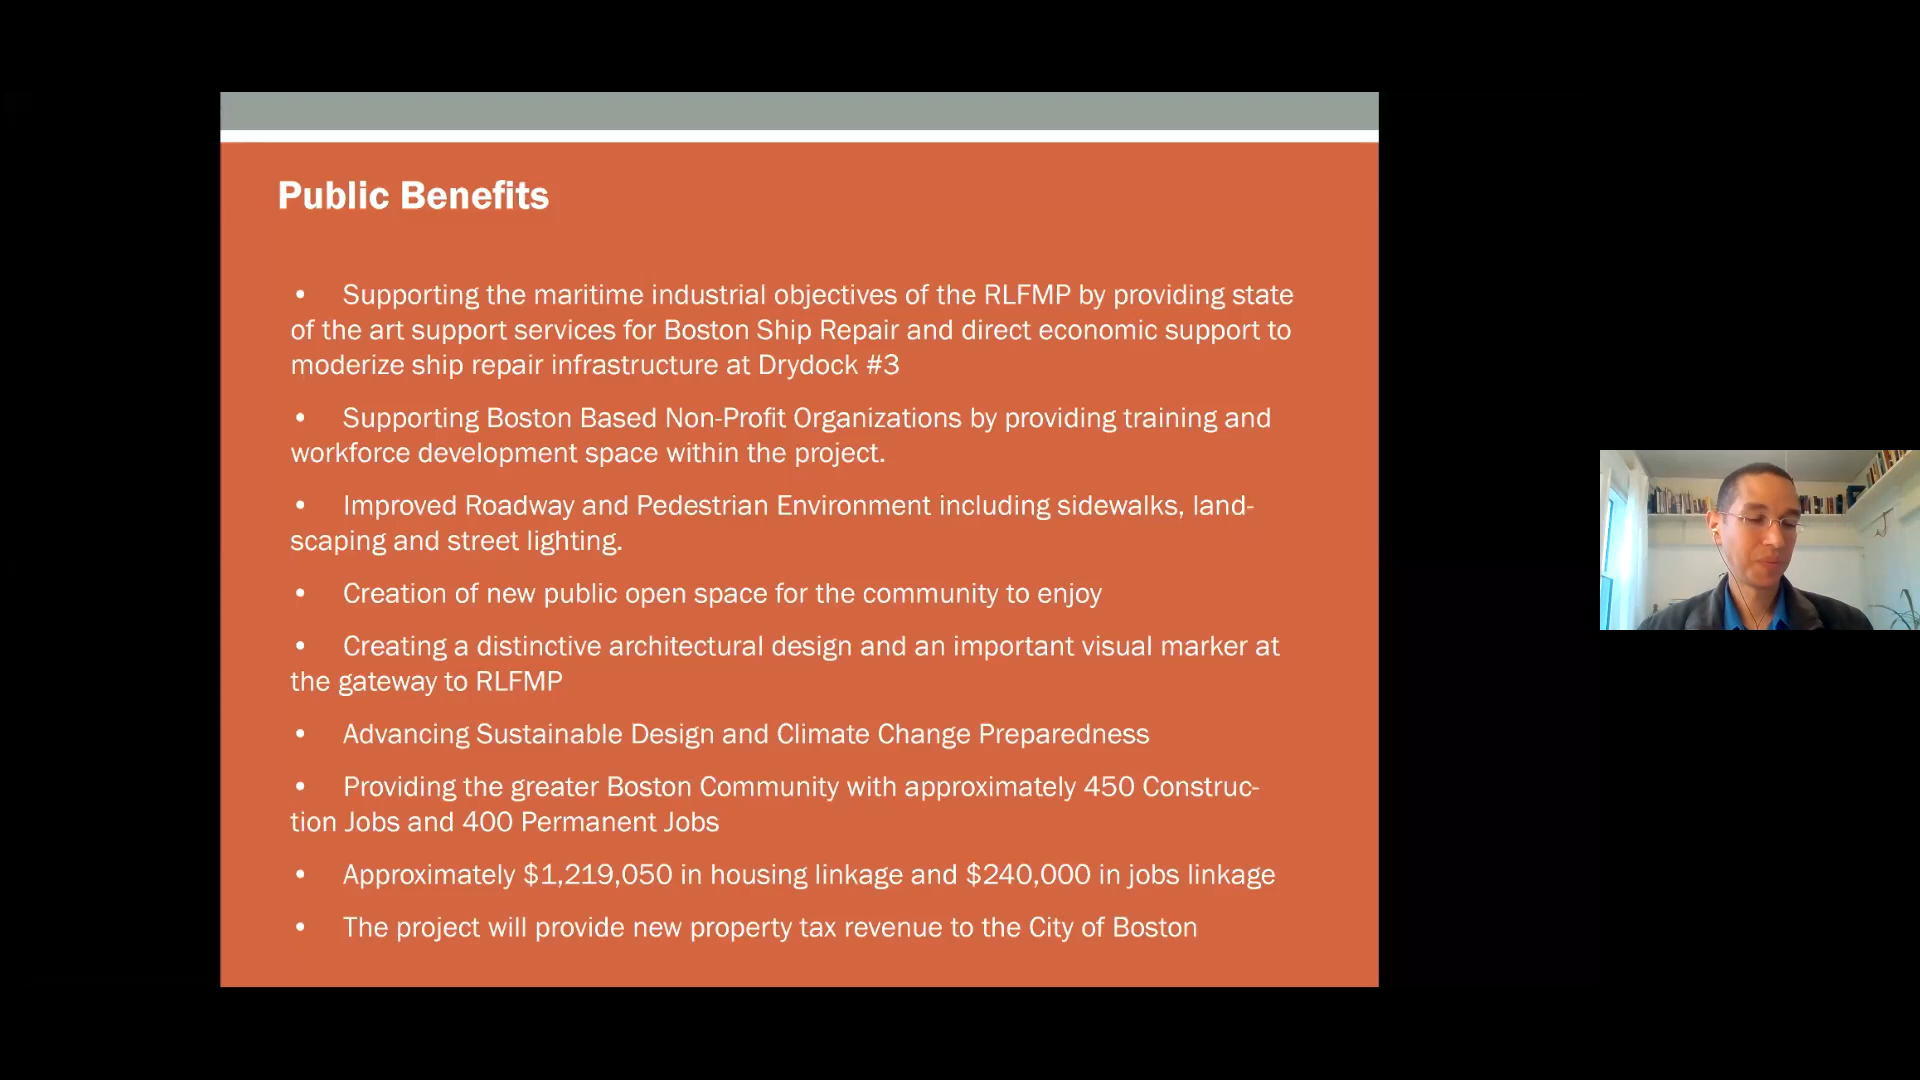 Public Benefits
• Supporting the maritime industrial objectives of the RLFMP by providing state
of the art support services for Boston Ship Repair and direct economic support to
moderize ship repair infrastructure at Drydock #3
• Supporting Boston Based Non-Profit Organizations by providing training and
workforce development space within the project.
• Improved Roadway and Pedestrian Environment including sidewalks, land-
scaping and street lighting.
• Creation of new public open space for the community to enjoy
• Creating a distinctive architectural design and an important visual marker at
the gateway to RLFMP
• Advancing Sustainable Design and Climate Change Preparedness
• Providing the greater Boston Community with approximately 450 Construc-
tion Jobs and 400 Permanent Jobs
• Approximately $1,219,050 in housing linkage and $240,000 in jobs linkage
• The project will provide new property tax revenue to the City of Boston